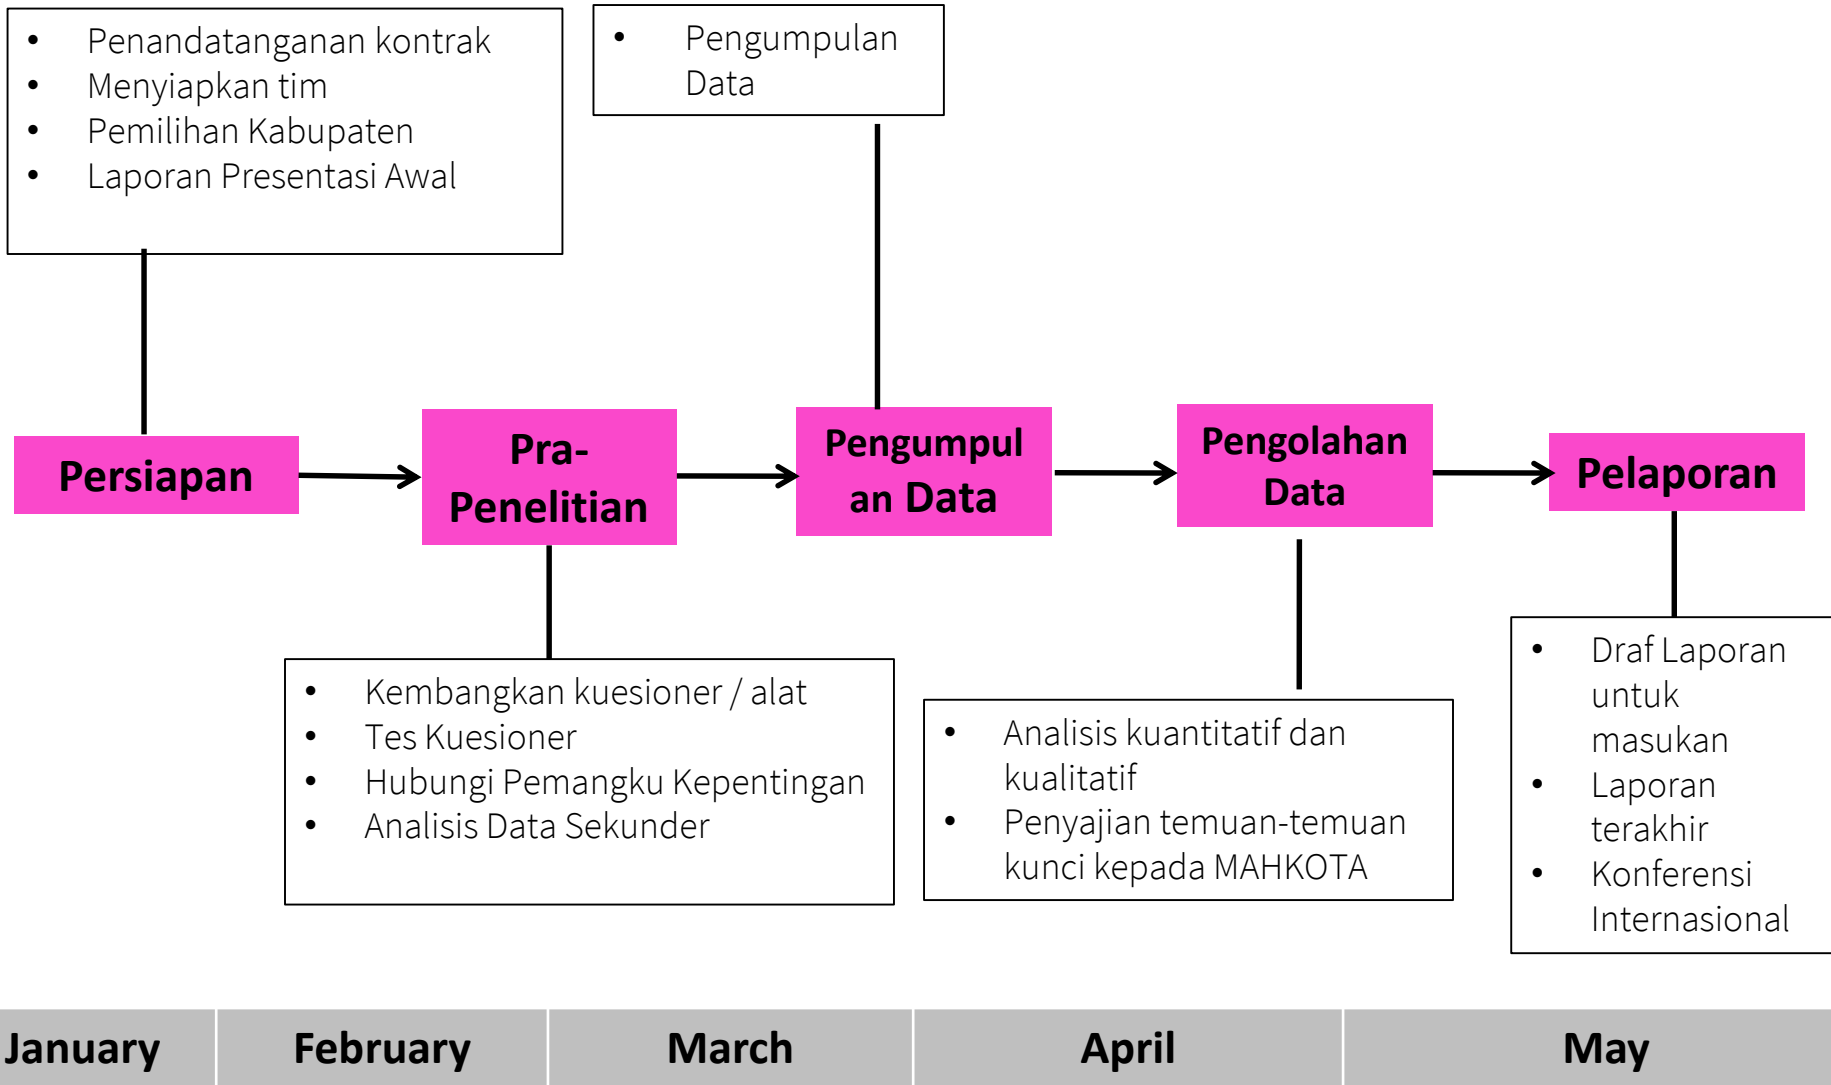 • Penandatanganan kontrak
• Menyiapkan tim
• Pemilihan Kabupaten
• Laporan Presentasi Awal
• Pengumpulan
Data
Persiapan
Pra-
Penelitian
Pengumpul
an Data
Pengolahan
Data
Pelaporan
• Kembangkan kuesioner / alat
• Tes Kuesioner
• Hubungi Pemangku Kepentingan
• Analisis Data Sekunder
• Analisis kuantitatif dan
kualitatif
• Penyajian temuan-temuan
kunci kepada MAHKOTA
• Draf Laporan
untuk
masukan
• Laporan
terakhir
• Konferensi
Internasional
January
February
March
April
May